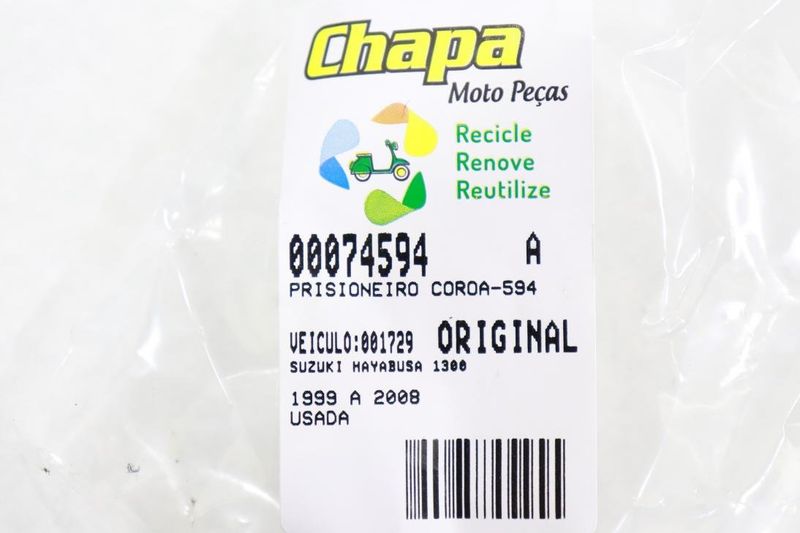 Chapa
Moto Peças
Recicle
Renove
Reutilize
00074594 A
PRISIONEIRO COROA-594
VEICULO:001729 ORIGINAL
SUZUKI HAYABUSA 1300
1999 A 2008
USADA